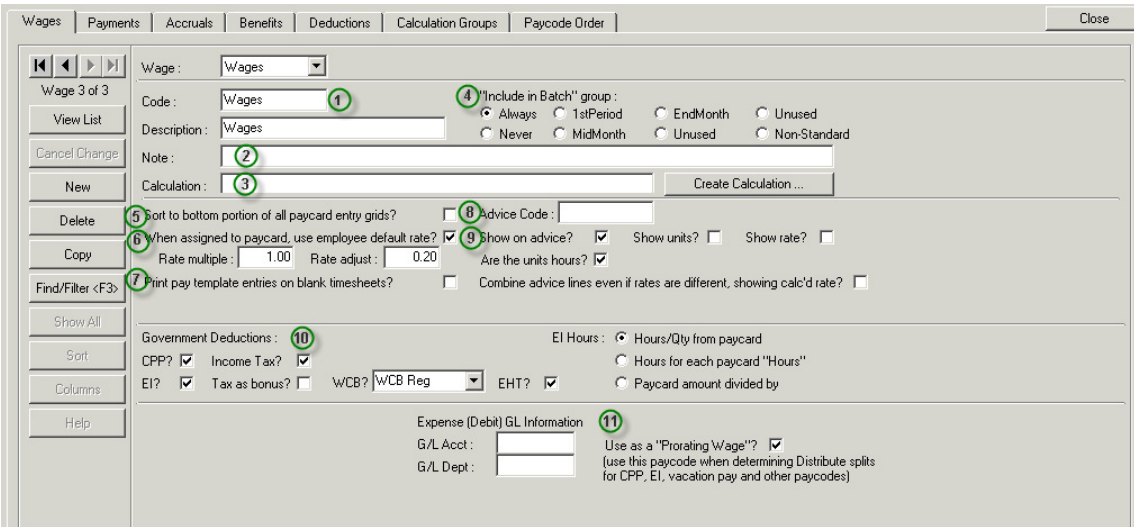 Wages Payments Accruals Benefits Deductions Calculation Groups Paycode Order Close
Wage 3 of 3
View List
Cancel Change
New
Delete
Copy
Find/Filter <F3>
Show All
Sort
Columns
Help
Wage : Wages
Code : Wages 1
Description : Wages
Note : 2
Calculation : 3 Create Calculation ...
4 "Include in Batch" group :
Always 1stPeriod EndMonth Unused
Never MidMonth Unused Non-Standard
5 Sort to bottom portion of all paycard entry grids? 8 Advice Code :
6 When assigned to paycard, use employee default rate? 9 Show on advice? Show units? Show rate?
Rate multiple : 1.00 Rate adjust : 0.20 Are the units hours?
7 Print pay template entries on blank timesheets? Combine advice lines even if rates are different, showing calc'd rate?
Government Deductions : 10 EI Hours : Hours/Qty from paycard
CPP? Income Tax? Hours for each paycard "Hours"
EI? Tax as bonus? WCB? WCB Reg EHT? Paycard amount divided by
Expense (Debit) GL Information 11
G/L Acct : Use as a "Prorating Wage"?
G/L Dept : (use this paycode when determining Distribute splits
for CPP, EI, vacation pay and other paycodes)